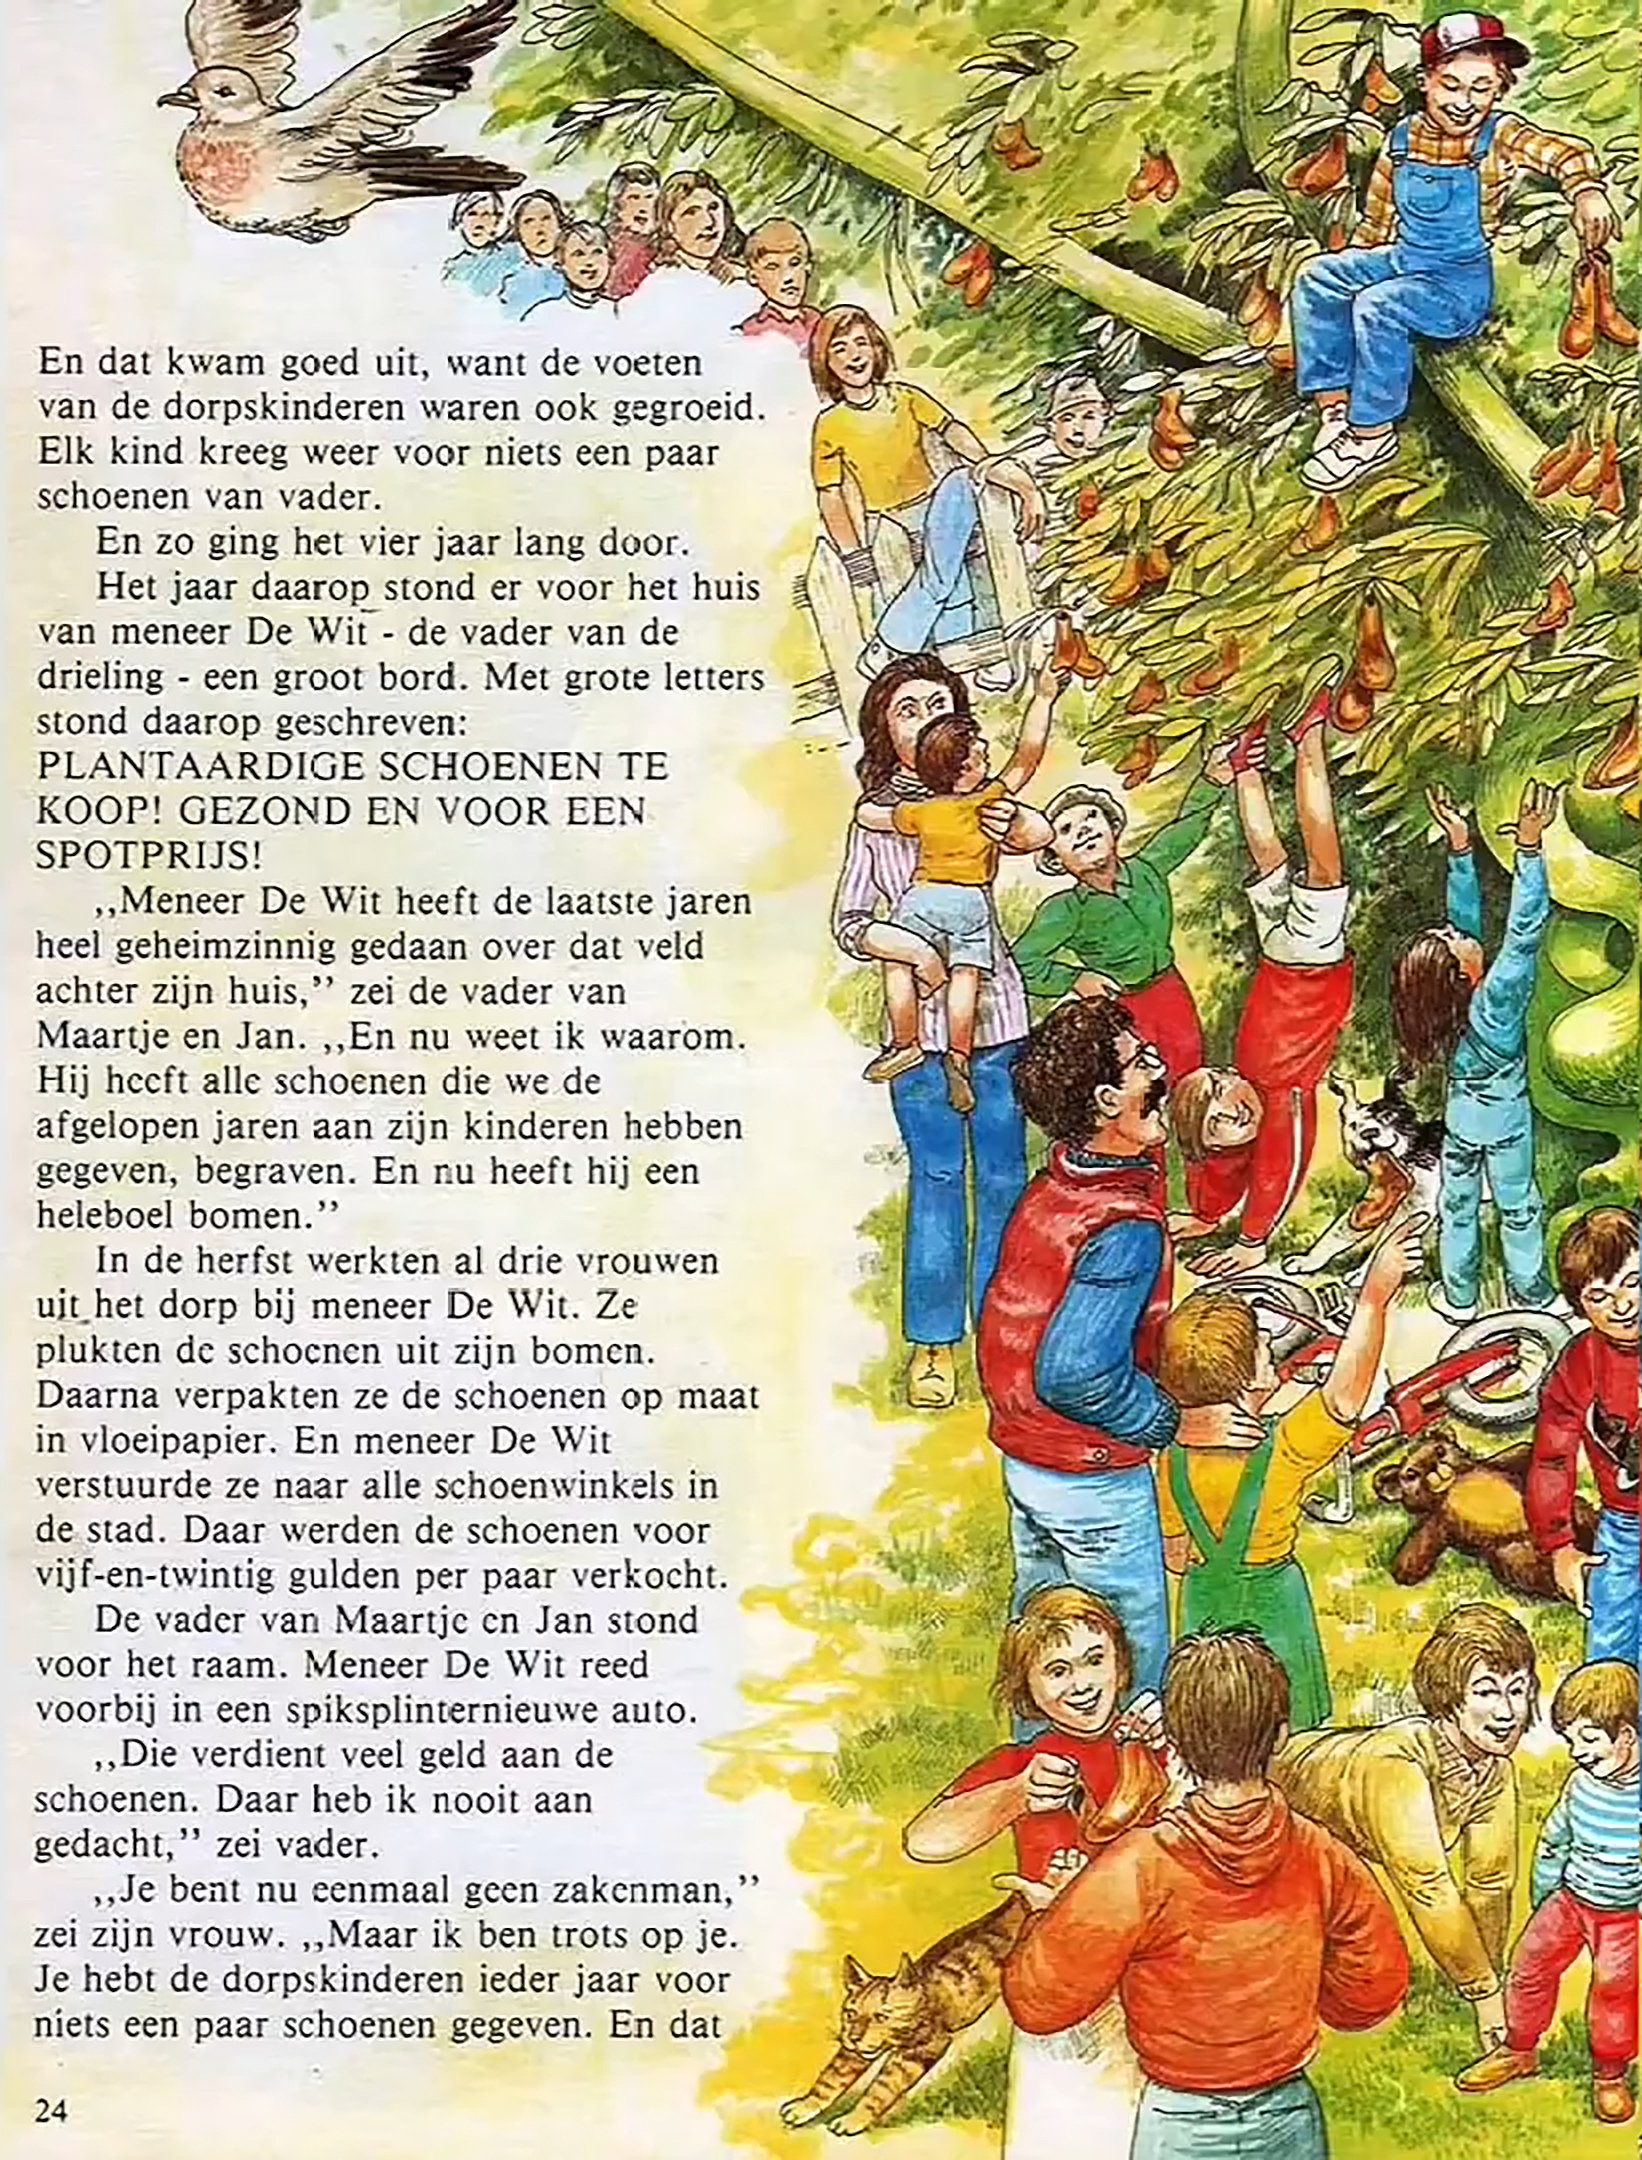 En dat kwam goed uit, want de voeten
van de dorpskinderen waren ook gegroeid.
Elk kind kreeg weer voor niets een paar
schoenen van vader.
En zo ging het vier jaar lang door.
Het jaar daarop stond er voor het huis
van meneer De Wit - de vader van de
drieling - een groot bord. Met grote letters
stond daarop geschreven:
PLANTAARDIGE SCHOENEN TE
KOOP! GEZOND EN VOOR EEN
SPOTPRIJS!
,,Meneer De Wit heeft de laatste jaren
heel geheimzinnig gedaan over dat veld
achter zijn huis,’’ zei de vader van
Maartje en Jan. ,,En nu weet ik waarom.
Hij heeft alle schoenen die we de
afgelopen jaren aan zijn kinderen hebben
gegeven, begraven. En nu heeft hij een
heleboel bomen.’’
In de herfst werkten al drie vrouwen
uit het dorp bij meneer De Wit. Ze
plukten de schoenen uit zijn bomen.
Daarna verpakten ze de schoenen op maat
in vloeipapier. En meneer De Wit
verstuurde ze naar alle schoenwinkels in
de stad. Daar werden de schoenen voor
vijf-en-twintig gulden per paar verkocht.
De vader van Maartje en Jan stond
voor het raam. Meneer De Wit reed
voorbij in een spiksplinternieuwe auto.
,,Die verdient veel geld aan de
schoenen. Daar heb ik nooit aan
gedacht,’’ zei vader.
,,Je bent nu eenmaal geen zakenman,’’
zei zijn vrouw. ,,Maar ik ben trots op je.
Je hebt de dorpskinderen ieder jaar voor
niets een paar schoenen gegeven. En dat
24